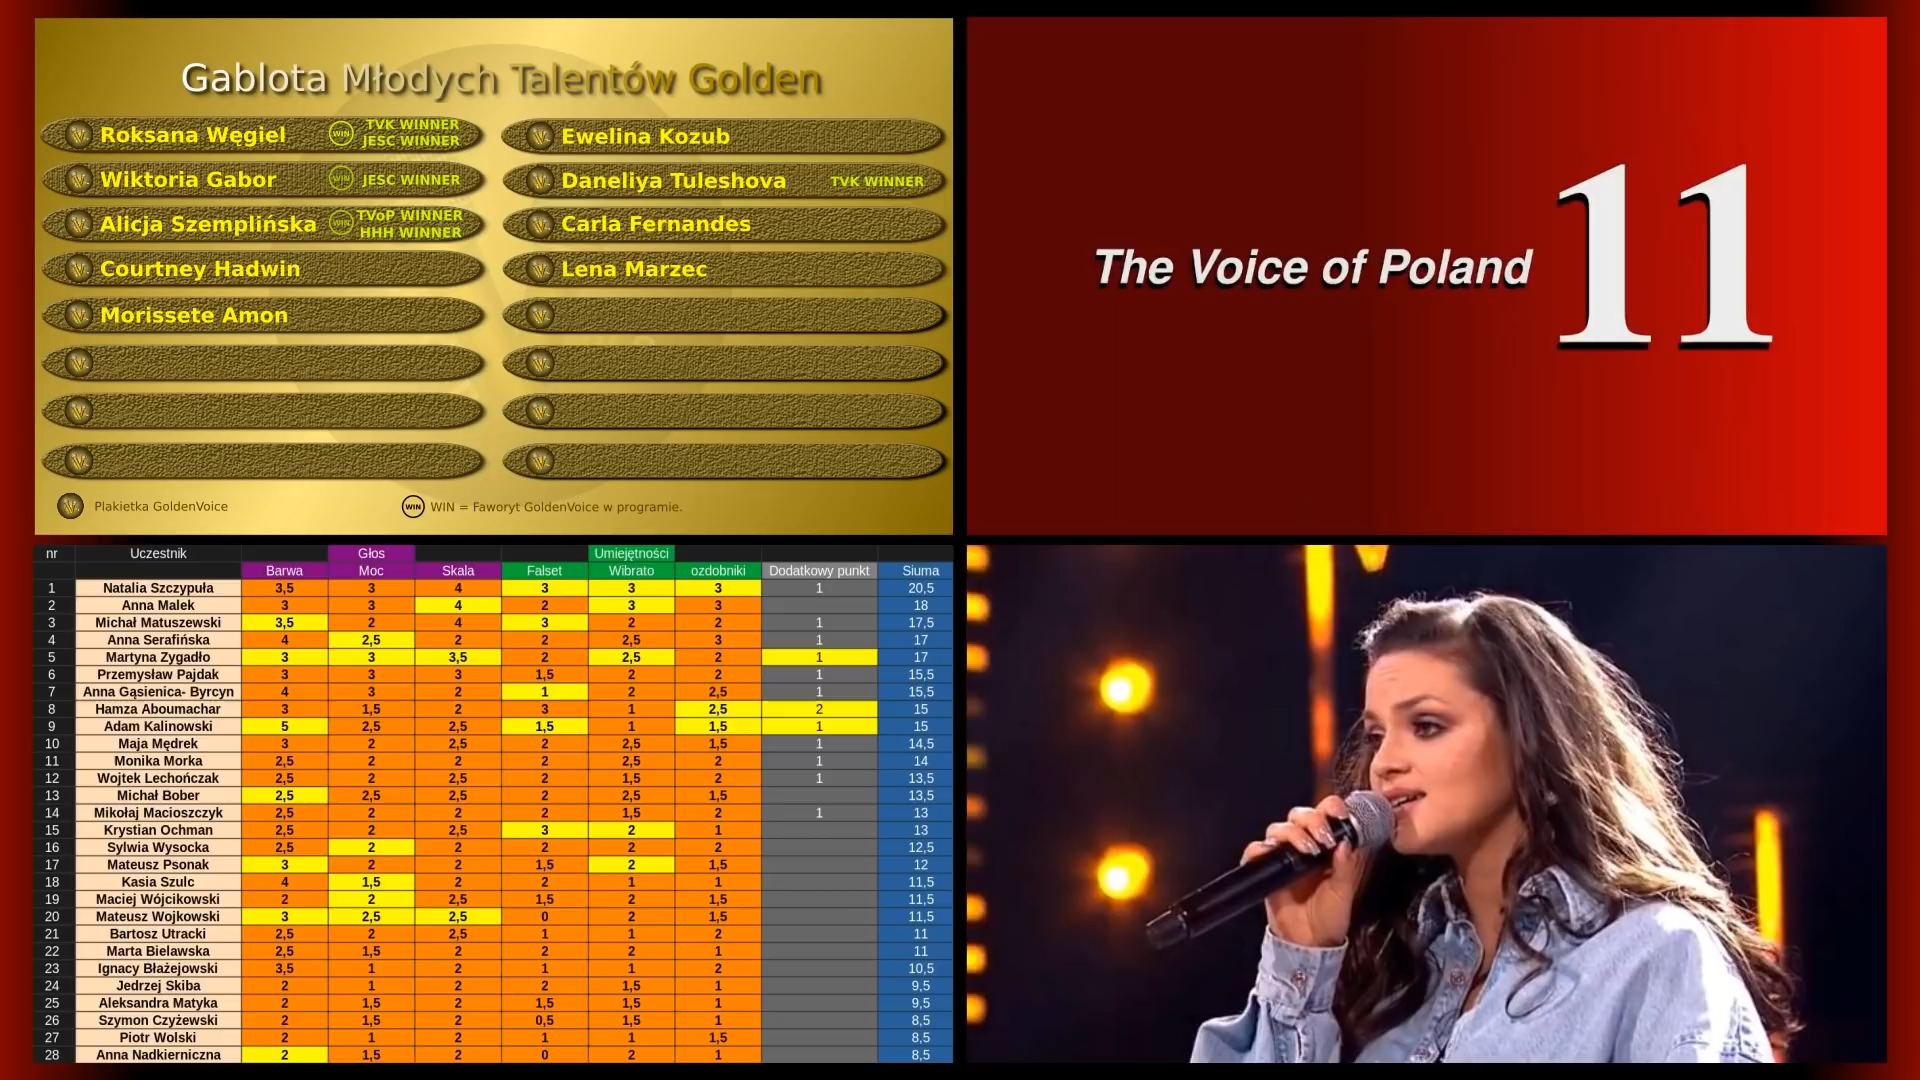 Gablota Młodych Talentów Golden
Roksana Węgiel WIN TVK WINNER JESC WINNER
Wiktoria Gabor WIN JESC WINNER
Alicja Szemplińska WIN TVoP WINNER HHH WINNER
Courtney Hadwin
Morissete Amon
Ewelina Kozub
Daneliya Tuleshova TVK WINNER
Carla Fernandes
Lena Marzec
Plakietka GoldenVoice
WIN WIN = Faworyt GoldenVoice w programie.
The Voice of Poland 11
nr Uczestnik Głos Umiejętności
Barwa Moc Skala Falset Wibrato ozdobniki Dodatkowy punkt Siuma
1 Natalia Szczypuła 3,5 3 4 3 3 3 1 20,5
2 Anna Malek 3 3 4 2 3 3 18
3 Michał Matuszewski 3,5 2 4 3 2 2 1 17,5
4 Anna Serafińska 4 2,5 2 2 2,5 3 1 17
5 Martyna Zygadło 3 3 3,5 2 2,5 2 1 17
6 Przemysław Pajdak 3 3 3 1,5 2 2 1 15,5
7 Anna Gąsienica- Byrcyn 4 3 2 1 2 2,5 1 15,5
8 Hamza Aboumachar 3 1,5 2 3 1 2,5 2 15
9 Adam Kalinowski 5 2,5 2,5 1,5 1 1,5 1 15
10 Maja Mędrek 3 2 2,5 2 2,5 1,5 1 14,5
11 Monika Morka 2,5 2 2 2 2,5 2 1 14
12 Wojtek Lechończak 2,5 2 2,5 2 1,5 2 1 13,5
13 Michał Bober 2,5 2,5 2,5 2 2,5 1,5 13,5
14 Mikołaj Macioszczyk 2,5 2 2 2 1,5 2 1 13
15 Krystian Ochman 2,5 2 2,5 3 2 1 13
16 Sylwia Wysocka 2,5 2 2 2 2 2 12,5
17 Mateusz Psonak 3 2 2 1,5 2 1,5 12
18 Kasia Szulc 4 1,5 2 2 1 1 11,5
19 Maciej Wójcikowski 2 2 2,5 1,5 2 1,5 11,5
20 Mateusz Wojkowski 3 2,5 2,5 0 2 1,5 11,5
21 Bartosz Utracki 2,5 2 2,5 1 1 2 11
22 Marta Bielawska 2,5 1,5 2 2 2 1 11
23 Ignacy Błażejowski 3,5 1 2 1 1 2 10,5
24 Jedrzej Skiba 2 1 2 2 1,5 1 9,5
25 Aleksandra Matyka 2 1,5 2 1,5 1,5 1 9,5
26 Szymon Czyżewski 2 1,5 2 0,5 1,5 1 8,5
27 Piotr Wolski 2 1 2 1 1 1,5 8,5
28 Anna Nadkierniczna 2 1,5 2 0 2 1 8,5